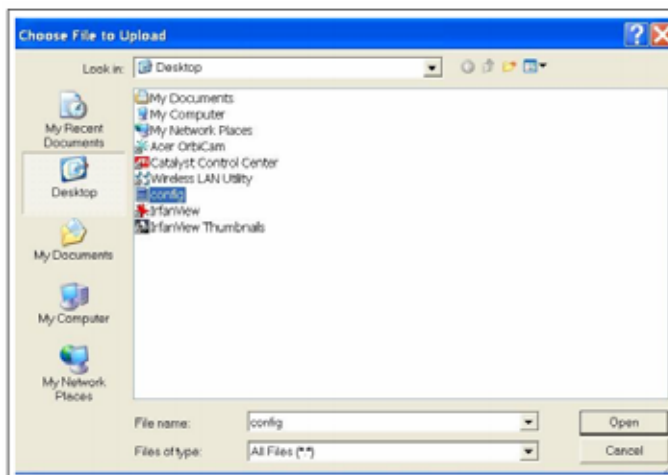 Choose File to Upload
Look in: Desktop
My Recent
Documents
Desktop
My Documents
My Computer
My Network
Places
My Documents
My Computer
My Network Places
Acer OrbiCam
Catalyst Control Center
Wireless LAN Utility
config
IrfanView
IrfanView Thumbnails
File name: config Open
Files of type: All Files (*.*) Cancel